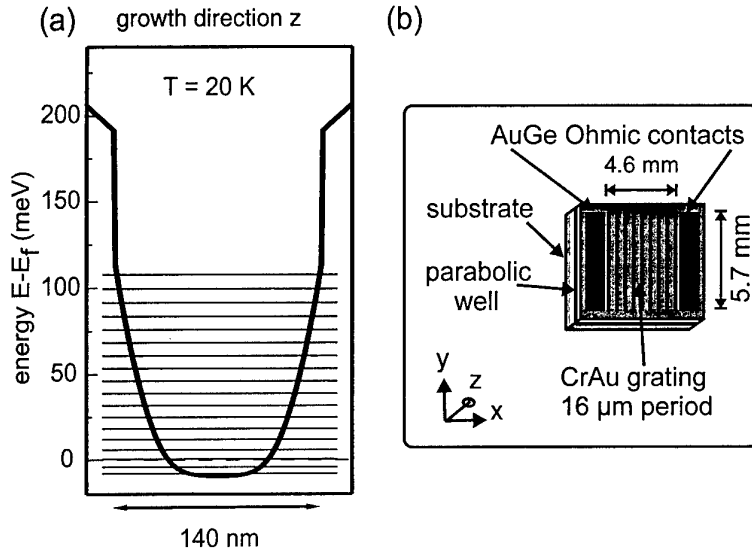 (a)
growth direction z
T = 20 K
energy E-E_f (meV)
200
150
100
50
0
140 nm
(b)
AuGe Ohmic contacts
4.6 mm
substrate
parabolic
well
5.7 mm
y
z
x
CrAu grating
16 µm period